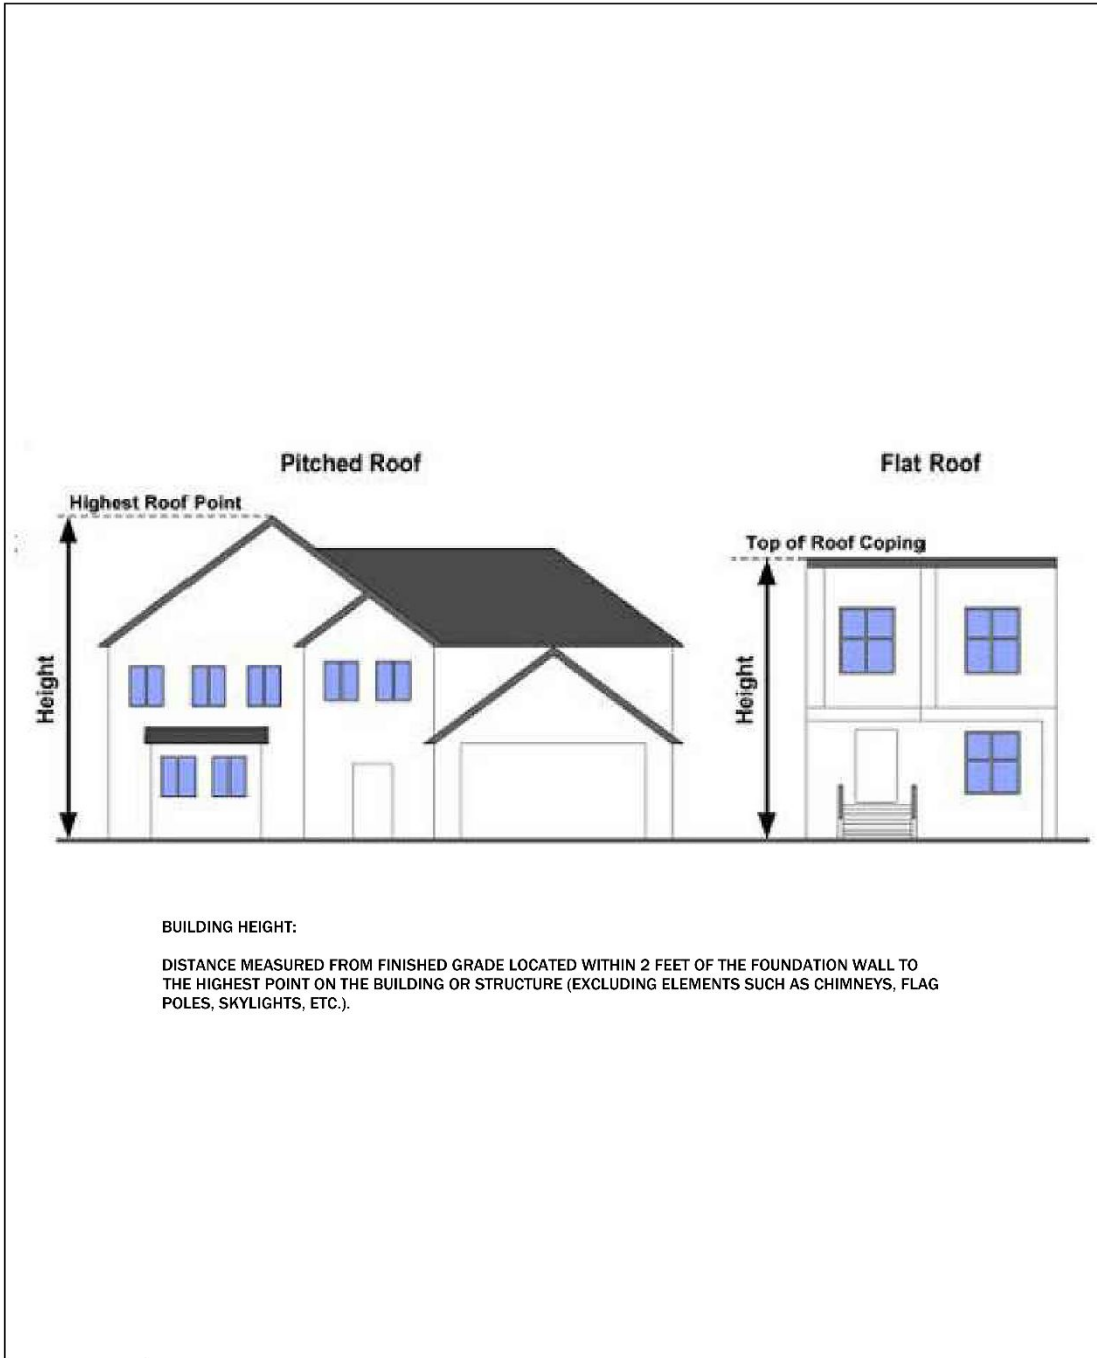 Pitched Roof
Flat Roof
Highest Roof Point
Top of Roof Coping
Height
Height
BUILDING HEIGHT:
DISTANCE MEASURED FROM FINISHED GRADE LOCATED WITHIN 2 FEET OF THE FOUNDATION WALL TO
THE HIGHEST POINT ON THE BUILDING OR STRUCTURE (EXCLUDING ELEMENTS SUCH AS CHIMNEYS, FLAG
POLES, SKYLIGHTS, ETC.).